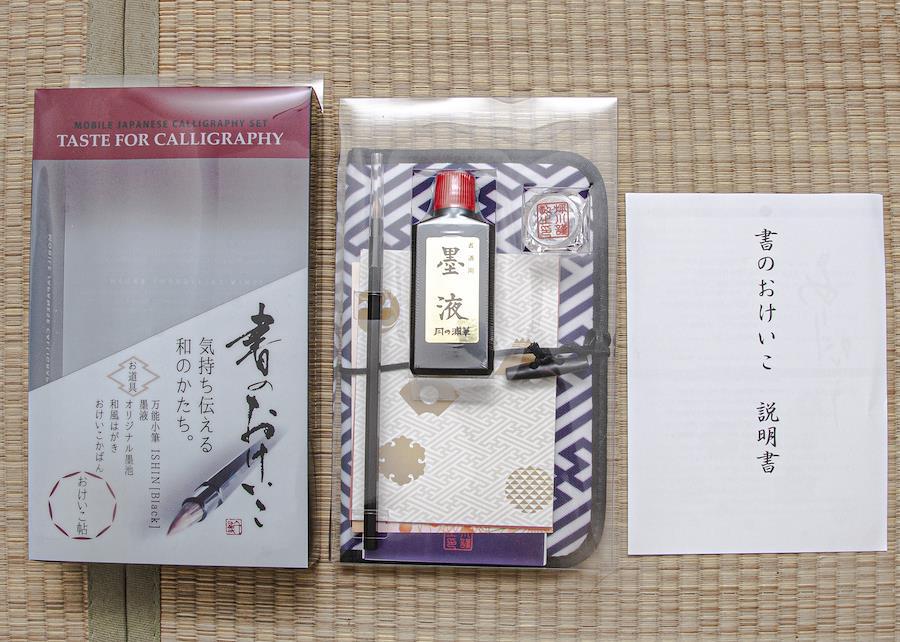 MOBILE JAPANESE CALLIGRAPHY SET
TASTE FOR CALLIGRAPHY
書のおけいこ
気持ち伝える
和のかたち。
お道具
万能小筆 ISHIN[Black]
墨液
オリジナル墨池
和風はがき
おけいこかばん
おけいこ帖
書道用
墨液
書のおけいこ 説明書